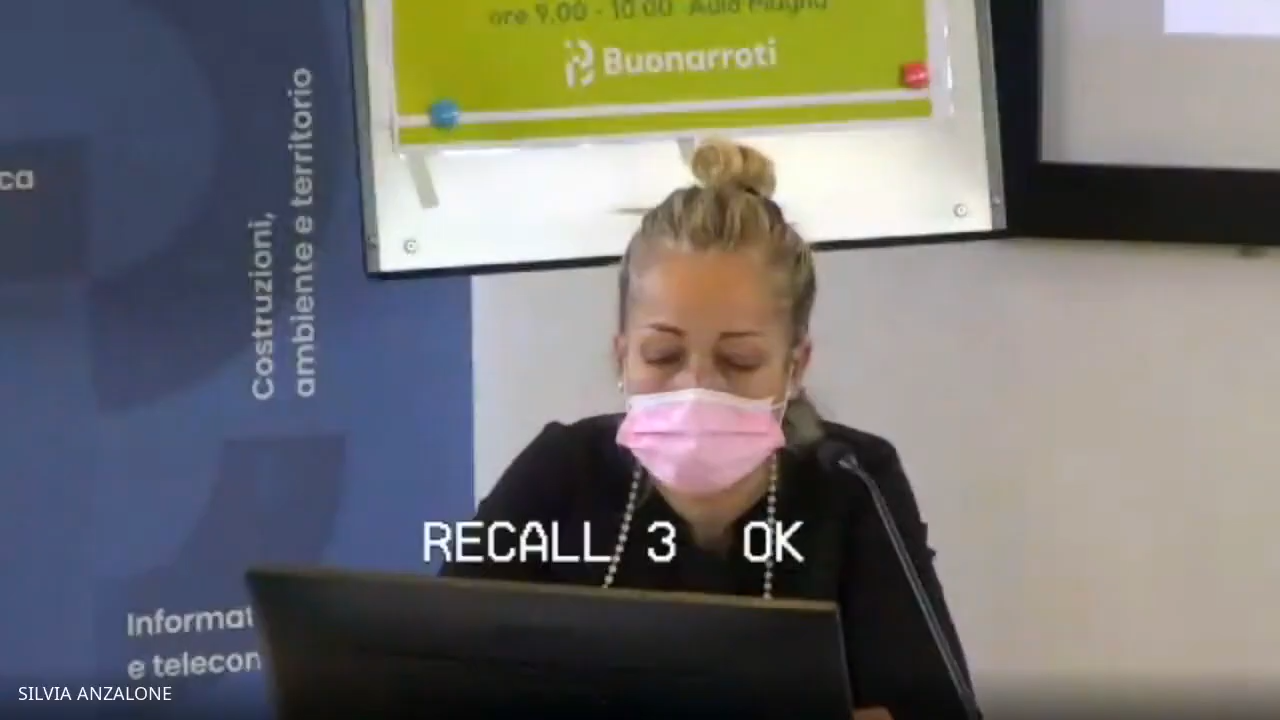 ore 9.00 - 10.00 Aula Magna
Buonarroti
ca
Costruzioni,
ambiente e territorio
RECALL 3 OK
Informat
e telecon
SILVIA ANZALONE